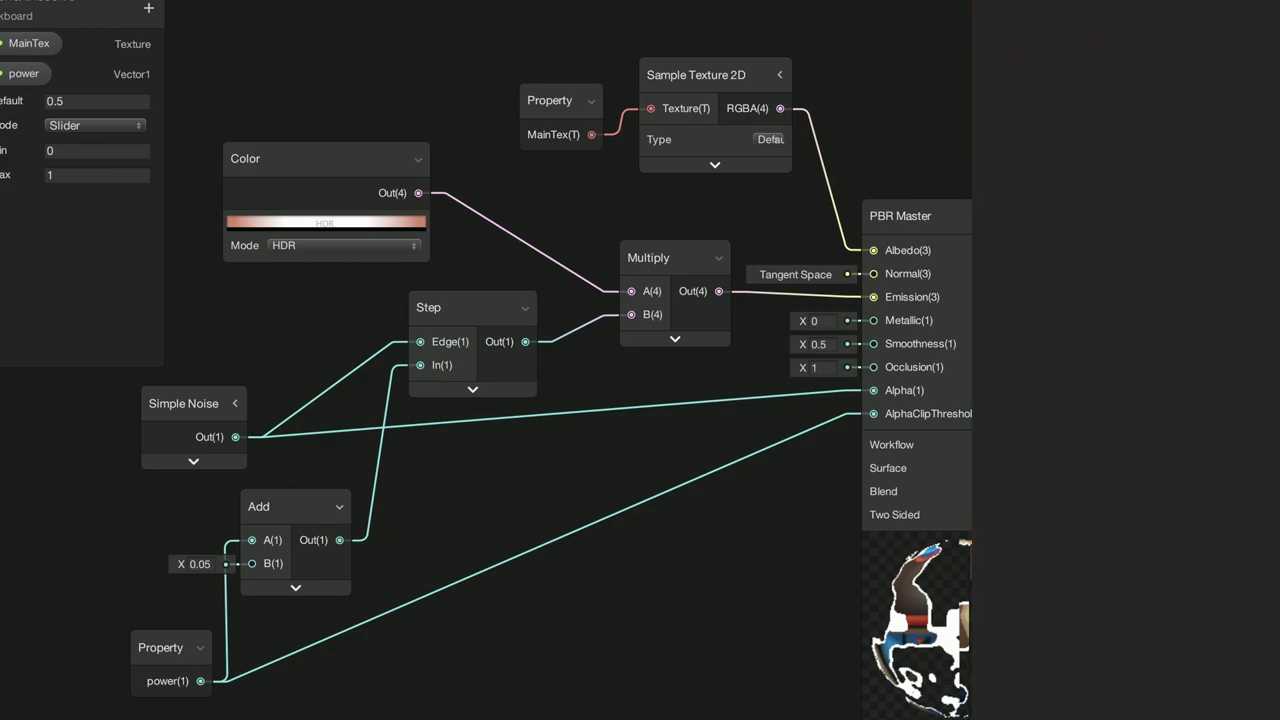 kboard
MainTex Texture
power Vector1
efault 0.5
ode Slider
in 0
ax 1
Property
MainTex(T)
Sample Texture 2D
Texture(T) RGBA(4)
Type Defau
Color
Out(4)
HDR
Mode HDR
Multiply
A(4) Out(4)
B(4)
Step
Edge(1) Out(1)
In(1)
Simple Noise
Out(1)
Add
A(1) Out(1)
X 0.05 B(1)
Property
power(1)
PBR Master
Albedo(3)
Tangent Space Normal(3)
Emission(3)
X 0 Metallic(1)
X 0.5 Smoothness(1)
X 1 Occlusion(1)
Alpha(1)
AlphaClipThreshol
Workflow
Surface
Blend
Two Sided